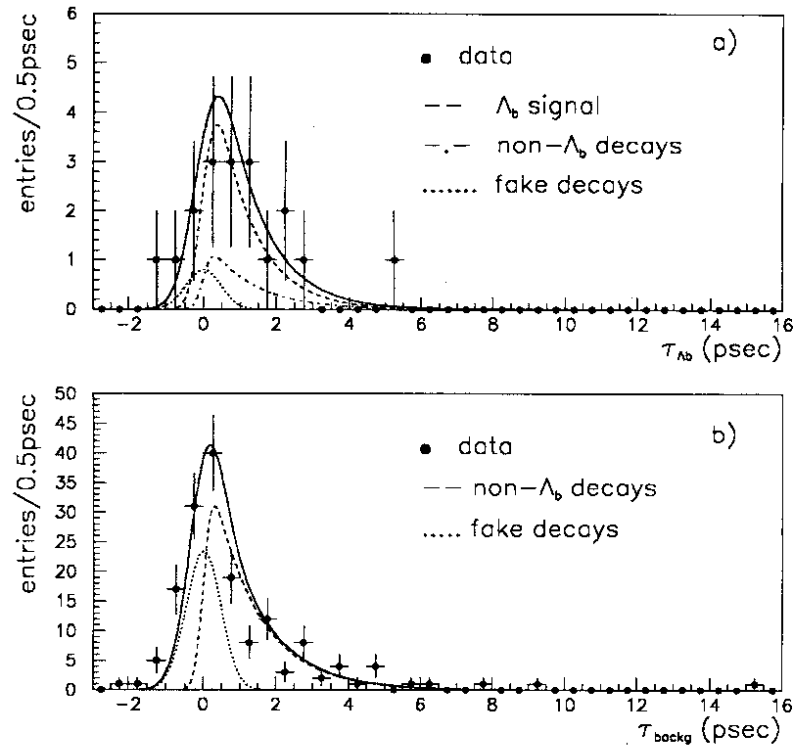 a)
6
5
4
3
2
1
0
entries/0.5psec
data
Λb signal
non-Λb decays
fake decays
−2 0 2 4 6 8 10 12 14 16
τΛb (psec)
b)
50
45
40
35
30
25
20
15
10
5
0
entries/0.5psec
data
non-Λb decays
fake decays
−2 0 2 4 6 8 10 12 14 16
τbackg (psec)